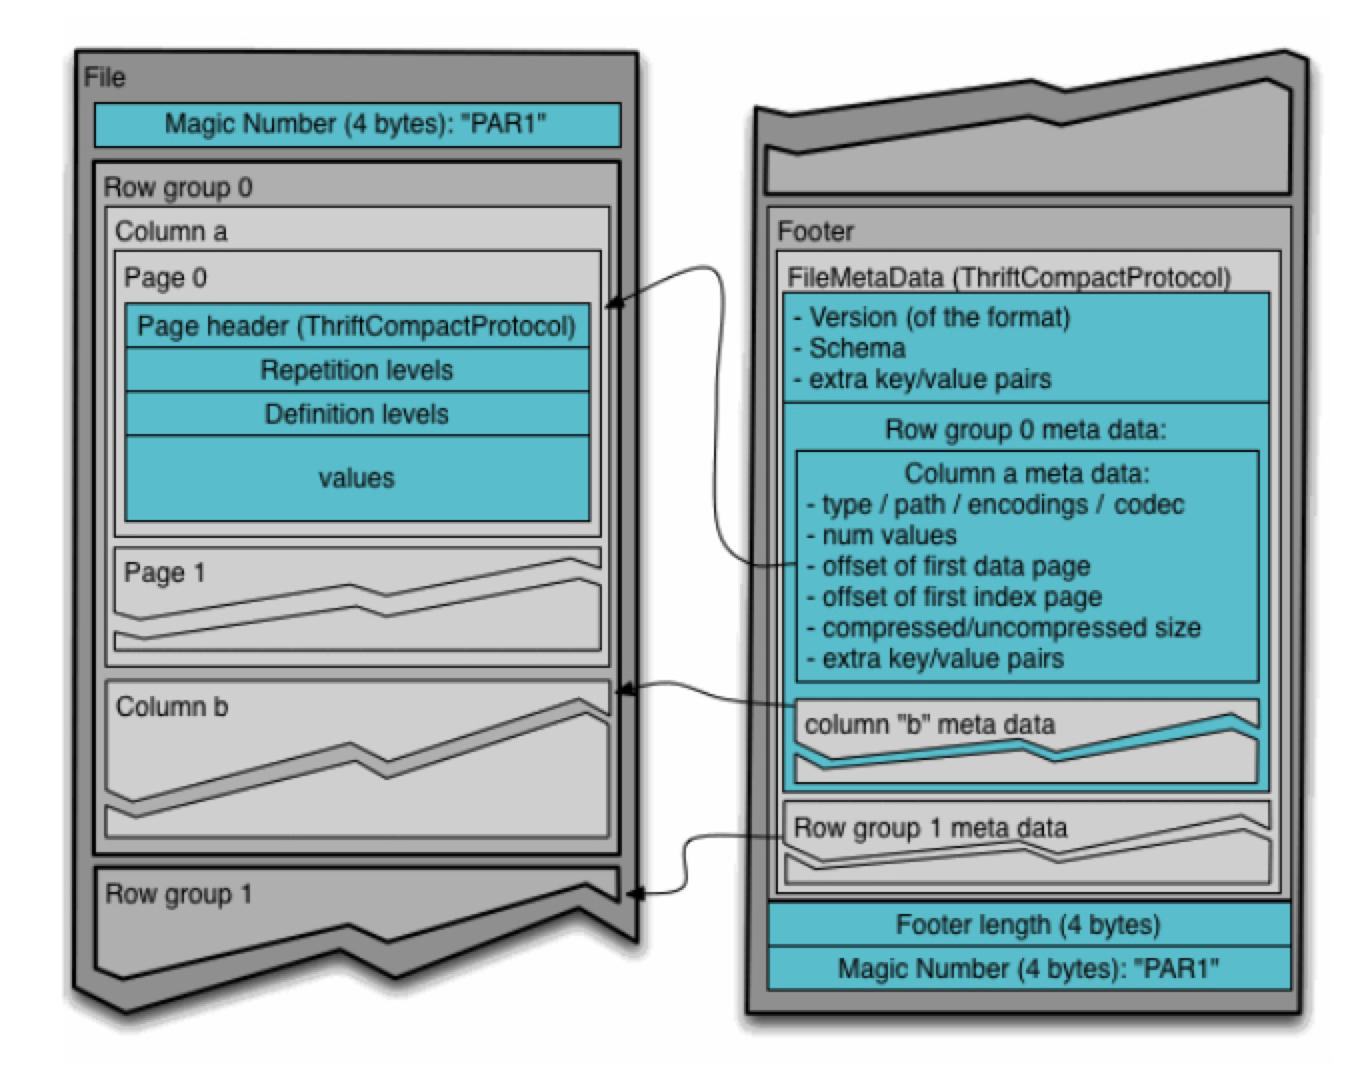 File
Magic Number (4 bytes): "PAR1"
Row group 0
Column a
Page 0
Page header (ThriftCompactProtocol)
Repetition levels
Definition levels
values
Page 1
Column b
Row group 1
Footer
FileMetaData (ThriftCompactProtocol)
- Version (of the format)
- Schema
- extra key/value pairs
Row group 0 meta data:
Column a meta data:
- type / path / encodings / codec
- num values
- offset of first data page
- offset of first index page
- compressed/uncompressed size
- extra key/value pairs
column "b" meta data
Row group 1 meta data
Footer length (4 bytes)
Magic Number (4 bytes): "PAR1"